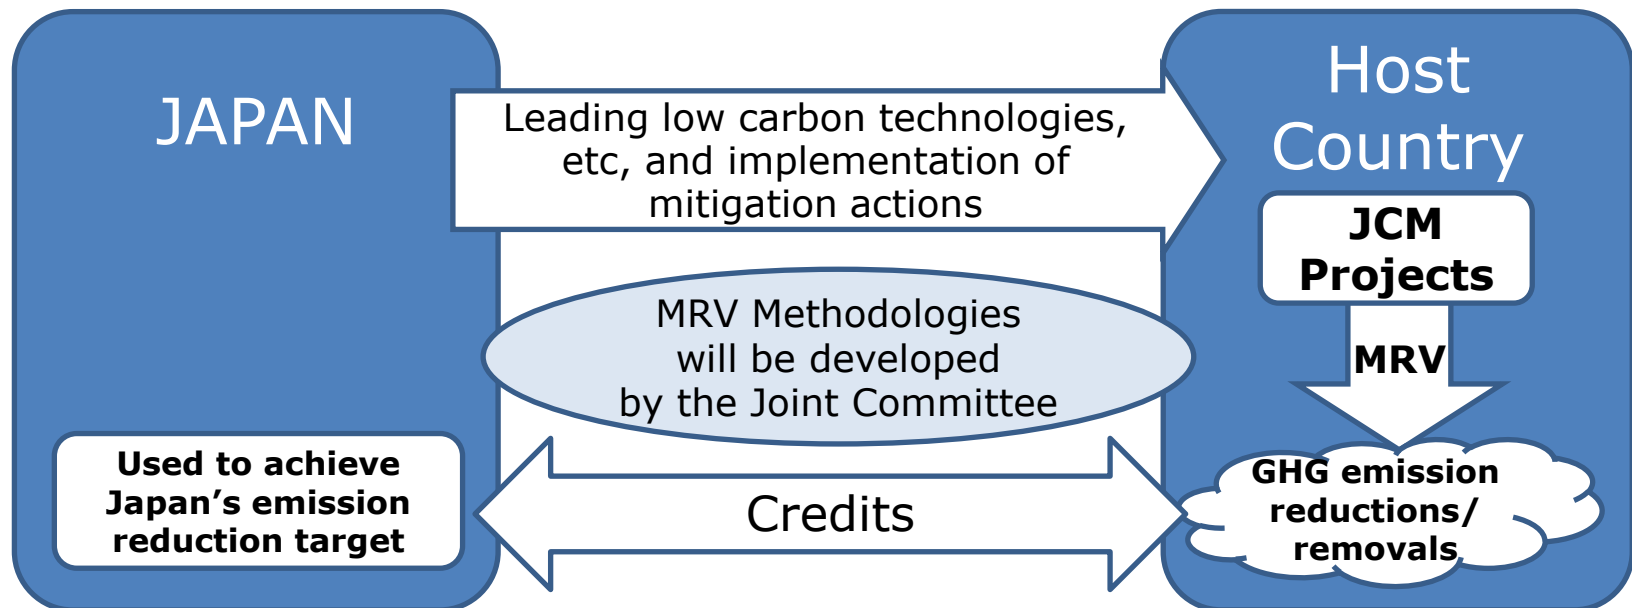 JAPAN
Leading low carbon technologies,
etc, and implementation of
mitigation actions
Host
Country
JCM
Projects
MRV Methodologies
will be developed
by the Joint Committee
MRV
Used to achieve
Japan’s emission
reduction target
Credits
GHG emission
reductions/
removals